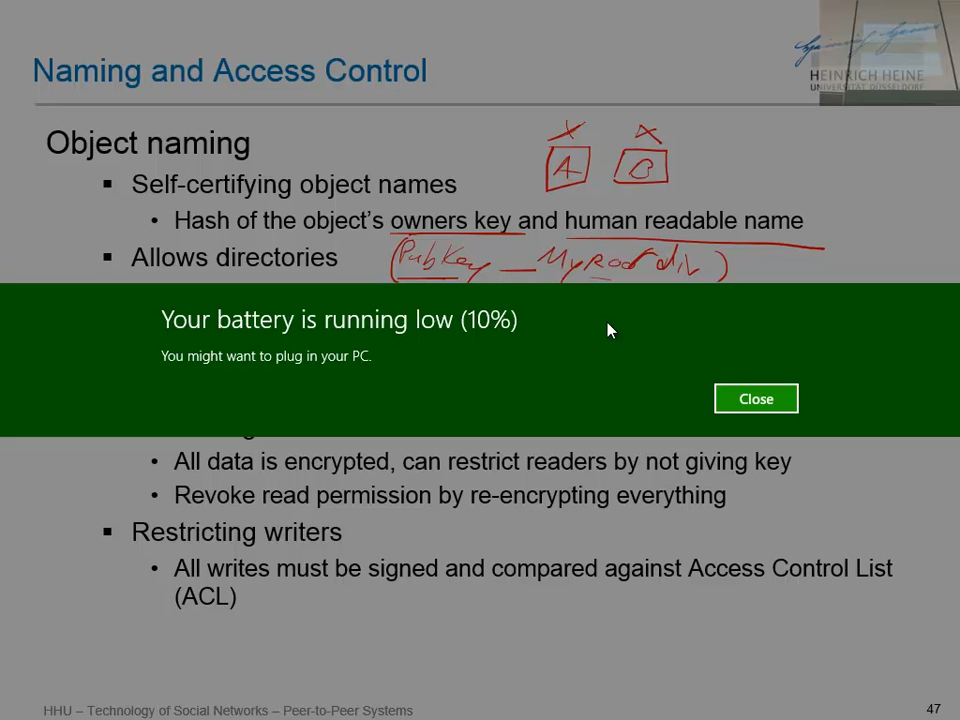 Naming and Access Control
HEINRICH HEINE
UNIVERSITÄT DÜSSELDORF
Object naming
A B
Self-certifying object names
Hash of the object's owners key and human readable name
Allows directories
(PubKey _ MyRootdir)
Your battery is running low (10%)
You might want to plug in your PC.
Close
All data is encrypted, can restrict readers by not giving key
Revoke read permission by re-encrypting everything
Restricting writers
All writes must be signed and compared against Access Control List
(ACL)
HHU – Technology of Social Networks – Peer-to-Peer Systems
47